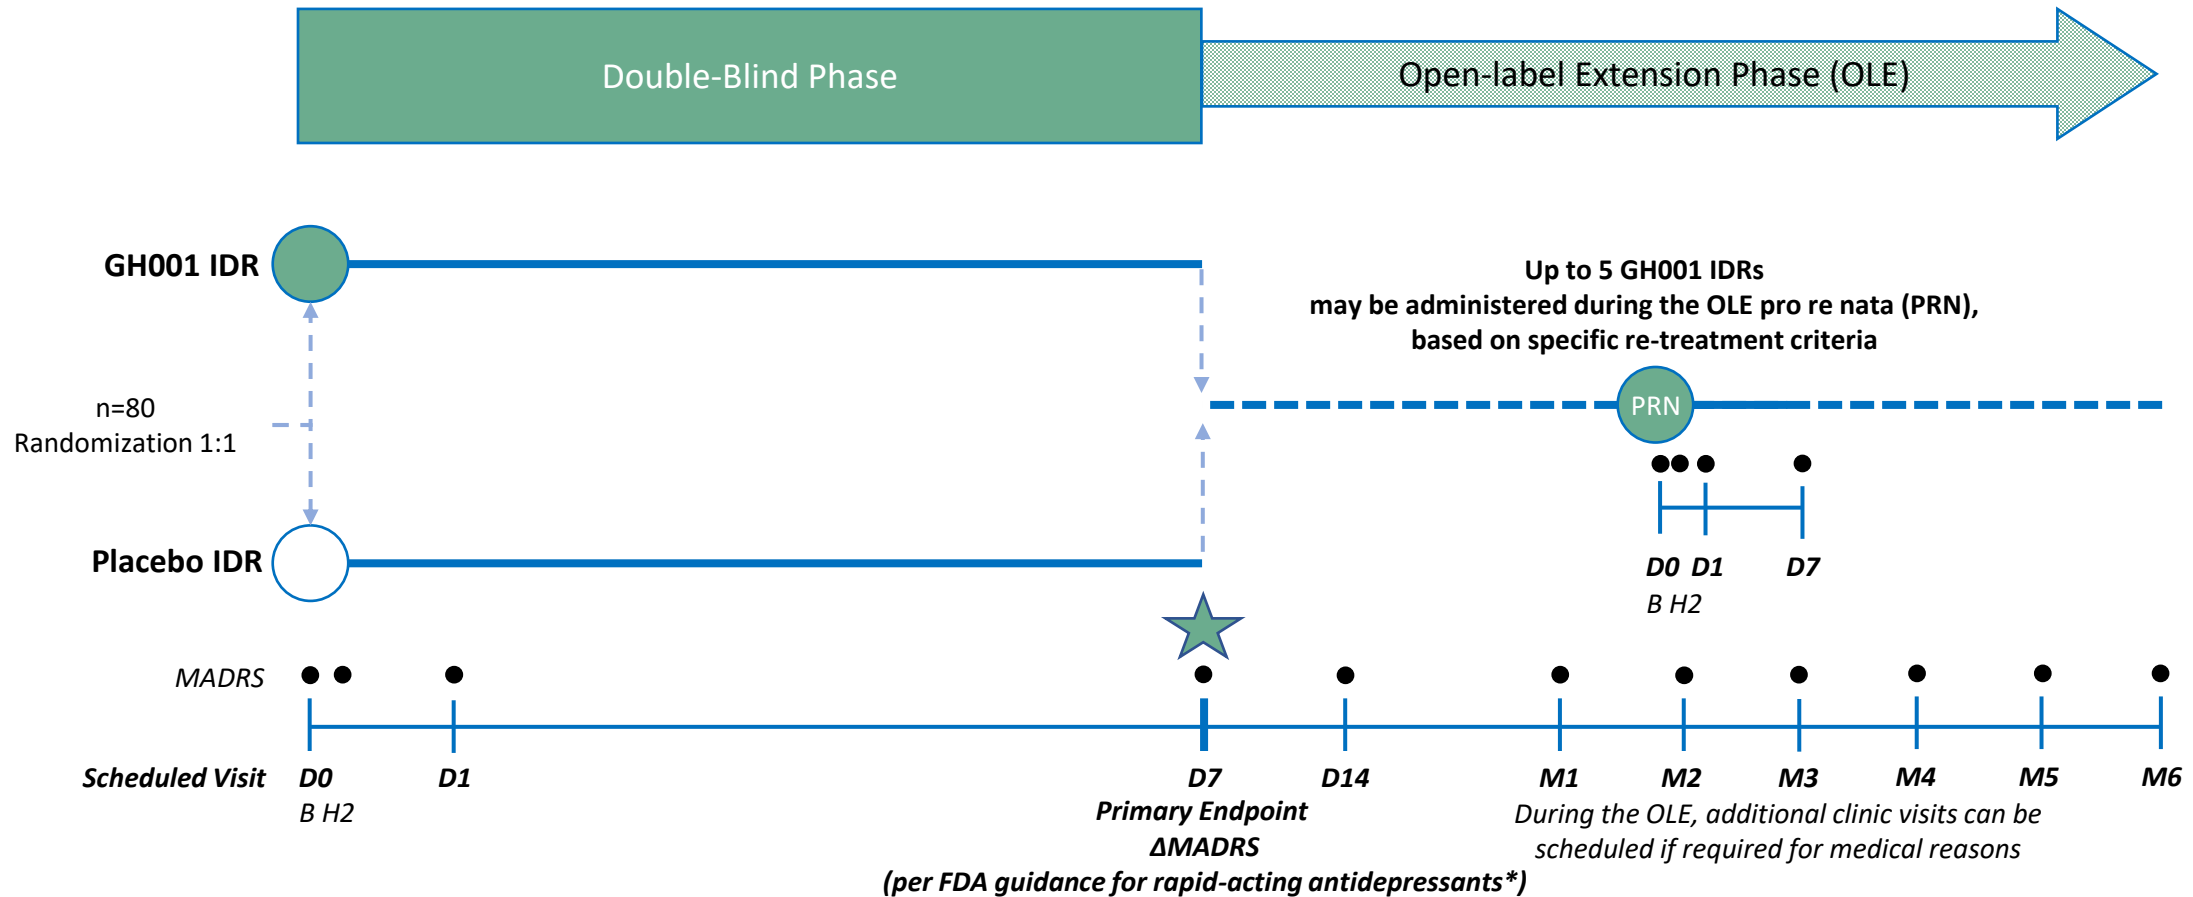 Double-Blind Phase
Open-label Extension Phase (OLE)
GH001 IDR
Up to 5 GH001 IDRs
may be administered during the OLE pro re nata (PRN),
based on specific re-treatment criteria
n=80
Randomization 1:1
PRN
Placebo IDR
D0 D1 D7
B H2
MADRS
Scheduled Visit D0 D1 D7 D14 M1 M2 M3 M4 M5 M6
B H2
Primary Endpoint
ΔMADRS
(per FDA guidance for rapid-acting antidepressants*)
During the OLE, additional clinic visits can be
scheduled if required for medical reasons